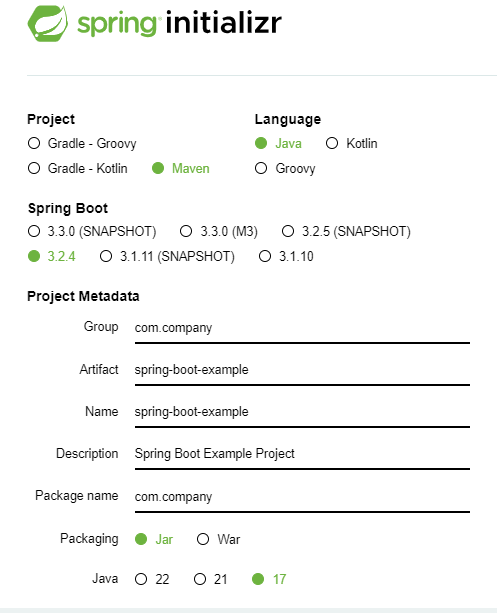 spring initializr
Project
Gradle - Groovy
Gradle - Kotlin Maven
Language
Java Kotlin
Groovy
Spring Boot
3.3.0 (SNAPSHOT) 3.3.0 (M3) 3.2.5 (SNAPSHOT)
3.2.4 3.1.11 (SNAPSHOT) 3.1.10
Project Metadata
Group com.company
Artifact spring-boot-example
Name spring-boot-example
Description Spring Boot Example Project
Package name com.company
Packaging Jar War
Java 22 21 17